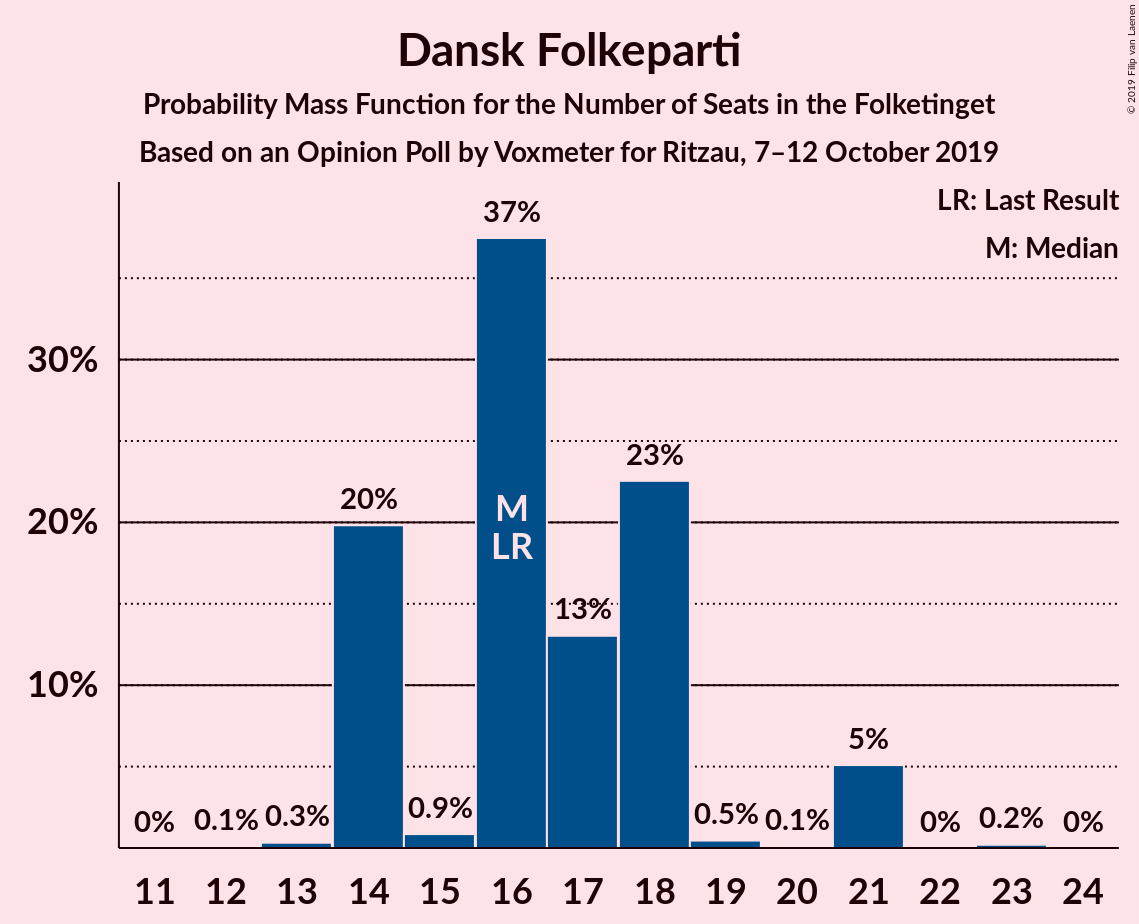 Dansk Folkeparti
Probability Mass Function for the Number of Seats in the Folketinget
Based on an Opinion Poll by Voxmeter for Ritzau, 7–12 October 2019
© 2019 Filip van Laenen
LR: Last Result
M: Median
37%
30%
23%
20%
20%
M
LR
13%
10%
5%
0%
0.1%
0.3%
0.9%
0.5%
0.1%
0%
0.2%
0%
11 12 13 14 15 16 17 18 19 20 21 22 23 24